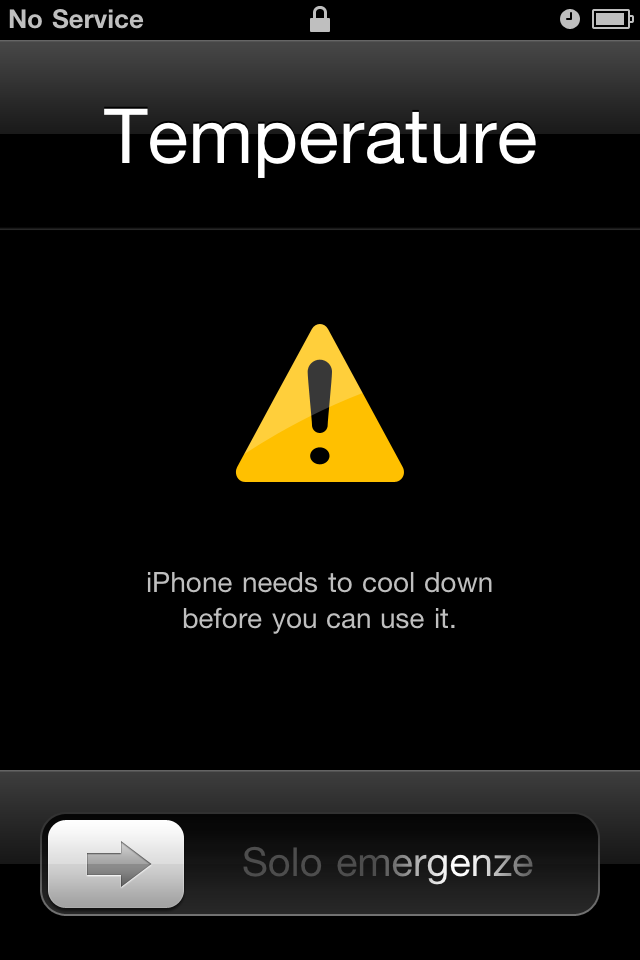 No Service
Temperature
iPhone needs to cool down
before you can use it.
Solo emergenze